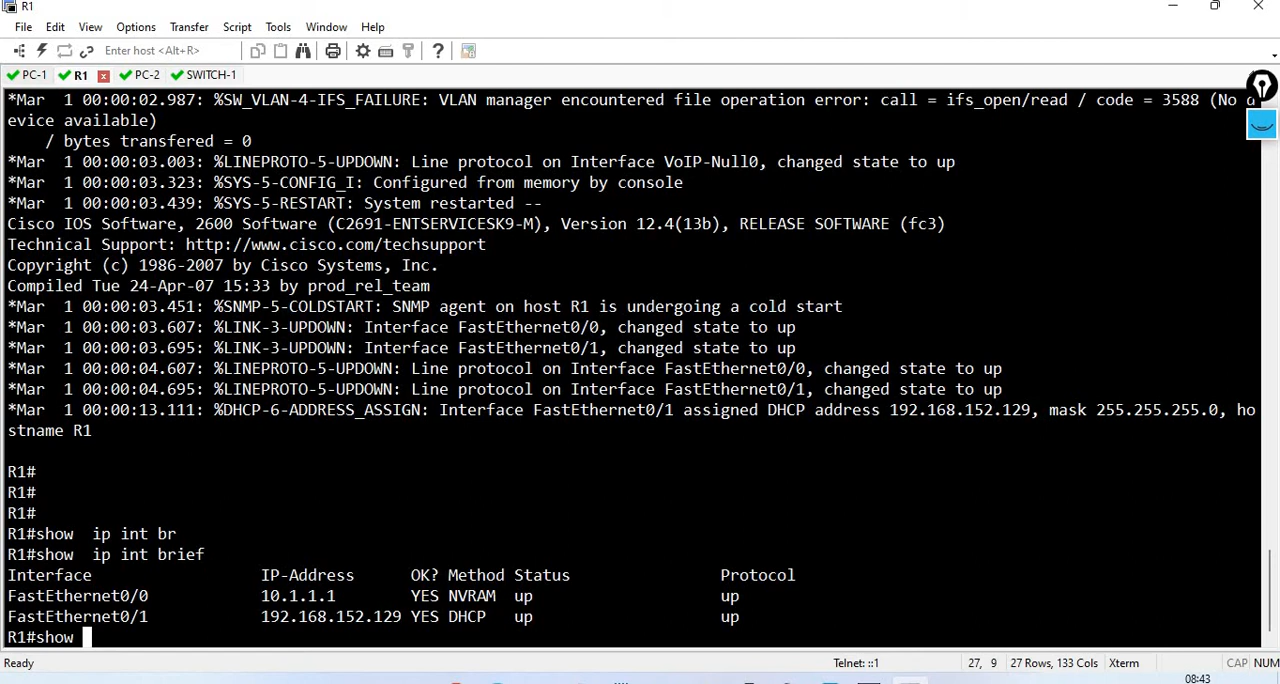 R1
File Edit View Options Transfer Script Tools Window Help
Enter host <Alt+R>
PC-1 R1 PC-2 SWITCH-1
*Mar  1 00:00:02.987: %SW_VLAN-4-IFS_FAILURE: VLAN manager encountered file operation error: call = ifs_open/read / code = 3588 (No d
evice available)
/ bytes transfered = 0
*Mar  1 00:00:03.003: %LINEPROTO-5-UPDOWN: Line protocol on Interface VoIP-Null0, changed state to up
*Mar  1 00:00:03.323: %SYS-5-CONFIG_I: Configured from memory by console
*Mar  1 00:00:03.439: %SYS-5-RESTART: System restarted --
Cisco IOS Software, 2600 Software (C2691-ENTSERVICESK9-M), Version 12.4(13b), RELEASE SOFTWARE (fc3)
Technical Support: http://www.cisco.com/techsupport
Copyright (c) 1986-2007 by Cisco Systems, Inc.
Compiled Tue 24-Apr-07 15:33 by prod_rel_team
*Mar  1 00:00:03.451: %SNMP-5-COLDSTART: SNMP agent on host R1 is undergoing a cold start
*Mar  1 00:00:03.607: %LINK-3-UPDOWN: Interface FastEthernet0/0, changed state to up
*Mar  1 00:00:03.695: %LINK-3-UPDOWN: Interface FastEthernet0/1, changed state to up
*Mar  1 00:00:04.607: %LINEPROTO-5-UPDOWN: Line protocol on Interface FastEthernet0/0, changed state to up
*Mar  1 00:00:04.695: %LINEPROTO-5-UPDOWN: Line protocol on Interface FastEthernet0/1, changed state to up
*Mar  1 00:00:13.111: %DHCP-6-ADDRESS_ASSIGN: Interface FastEthernet0/1 assigned DHCP address 192.168.152.129, mask 255.255.255.0, ho
stname R1
R1#
R1#
R1#
R1#show  ip int br
R1#show  ip int brief
Interface IP-Address OK? Method Status Protocol
FastEthernet0/0 10.1.1.1 YES NVRAM up up
FastEthernet0/1 192.168.152.129 YES DHCP up up
R1#show
Ready Telnet: ::1 27, 9 27 Rows, 133 Cols Xterm CAP NUM
08:43